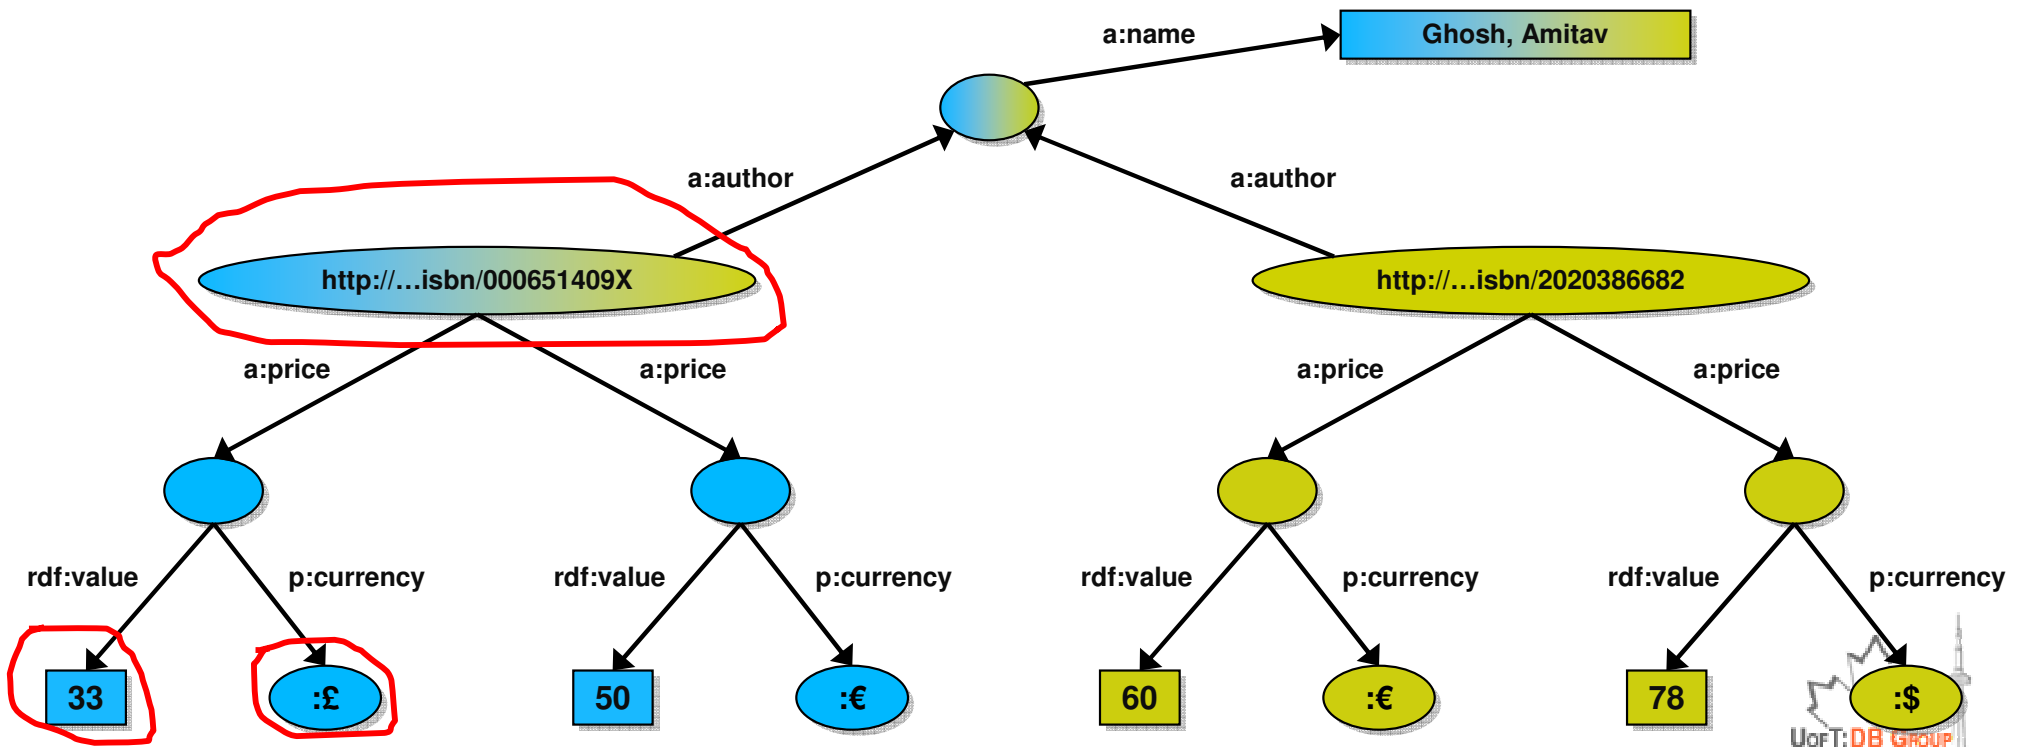 a:name
Ghosh, Amitav
a:author
a:author
http://…isbn/000651409X
http://…isbn/2020386682
a:price
a:price
a:price
a:price
rdf:value
p:currency
rdf:value
p:currency
rdf:value
p:currency
rdf:value
p:currency
33
:£
50
:€
60
:€
78
:$
UofT:DB Group